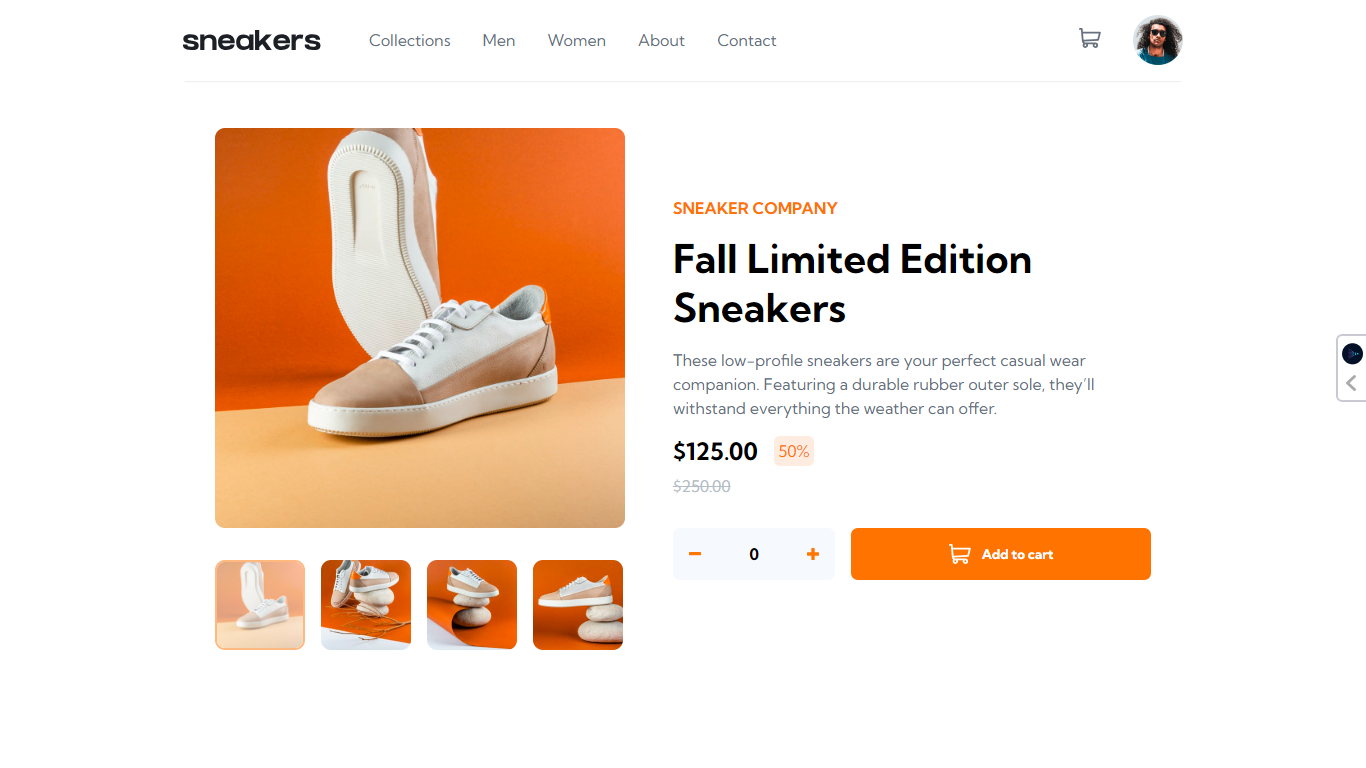 sneakers
Collections Men Women About Contact
SNEAKER COMPANY
Fall Limited Edition
Sneakers
These low-profile sneakers are your perfect casual wear
companion. Featuring a durable rubber outer sole, they’ll
withstand everything the weather can offer.
$125.00 50%
$250.00
0 Add to cart